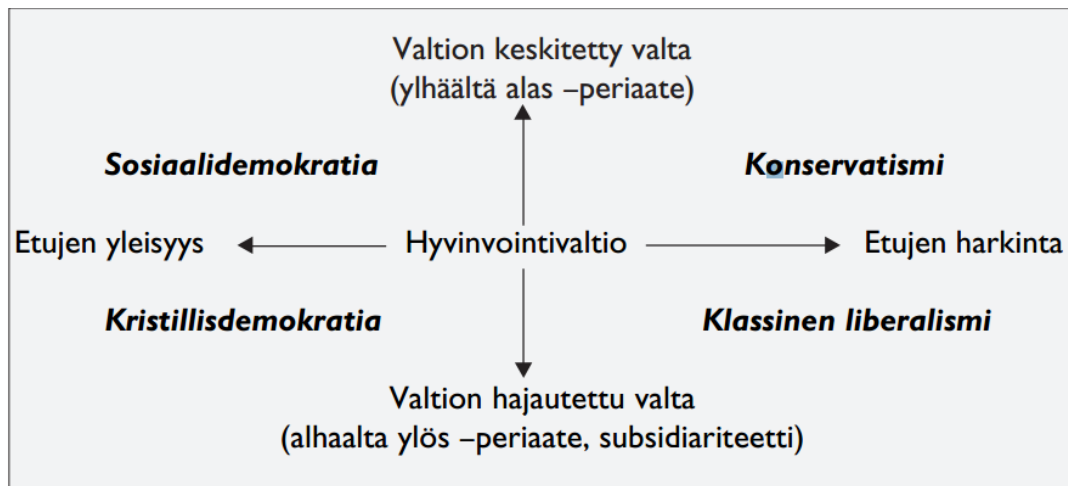 Valtion keskitetty valta
(ylhäältä alas –periaate)
Sosiaalidemokratia
Konservatismi
Etujen yleisyys
Hyvinvointivaltio
Etujen harkinta
Kristillisdemokratia
Klassinen liberalismi
Valtion hajautettu valta
(alhaalta ylös –periaate, subsidiariteetti)